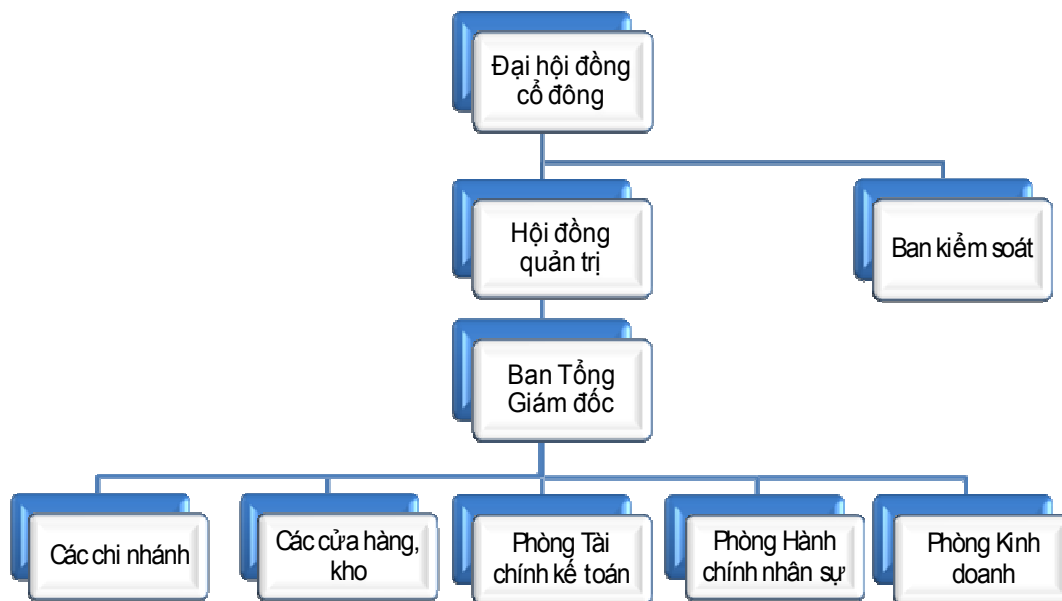 Đại hội đồng
cổ đông
Hội đồng
quản trị
Ban kiểm soát
Ban Tổng
Giám đốc
Các chi nhánh
Các cửa hàng,
kho
Phòng Tài
chính kế toán
Phòng Hành
chính nhân sự
Phòng Kinh
doanh